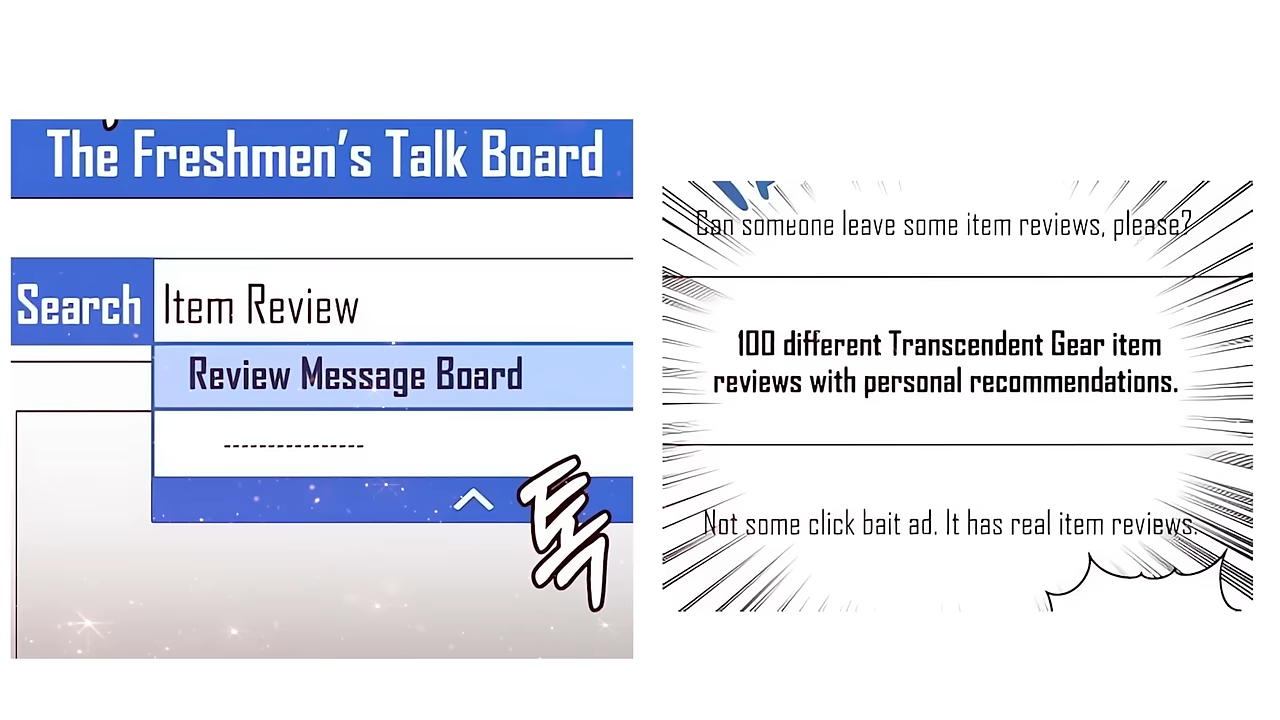 The Freshmen's Talk Board
Search
Item Review
Review Message Board
----------------
톡
Can someone leave some item reviews, please?
100 different Transcendent Gear item
reviews with personal recommendations.
Not some click bait ad. It has real item reviews.